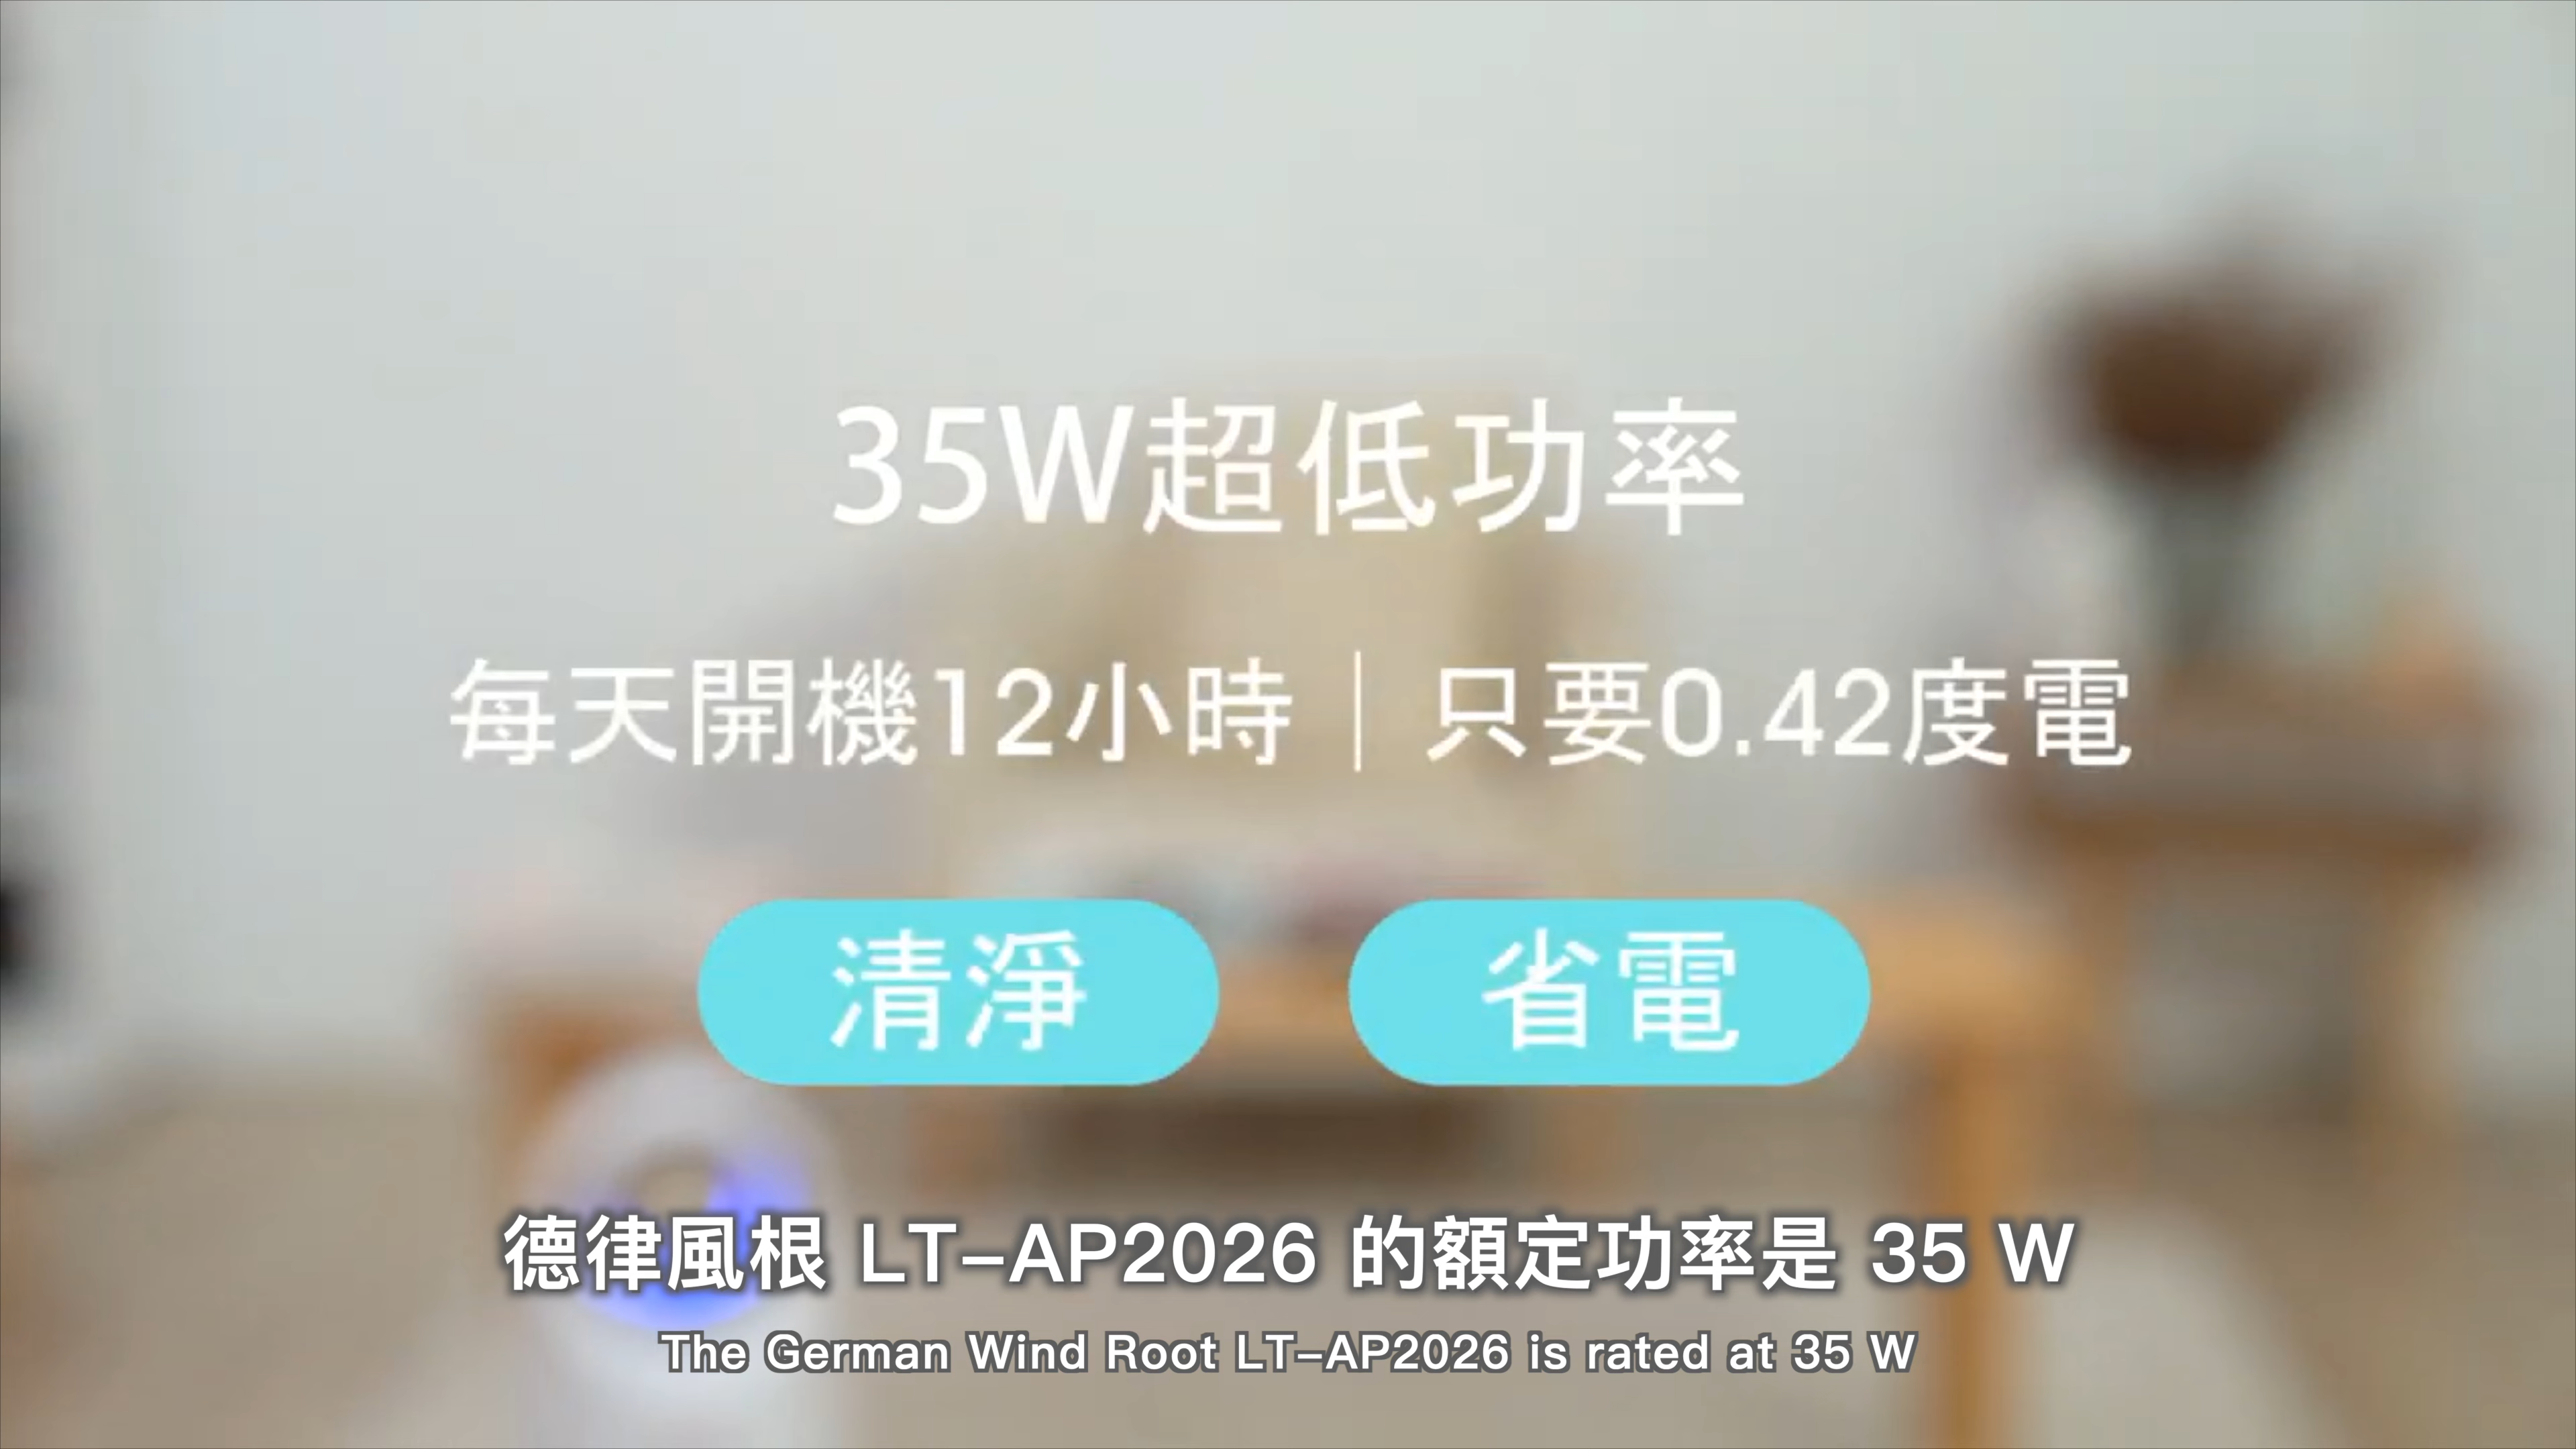 35W超低功率
每天開機12小時｜只要0.42度電
清淨
省電
德律風根 LT-AP2026 的額定功率是 35 W
The German Wind Root LT-AP2026 is rated at 35 W